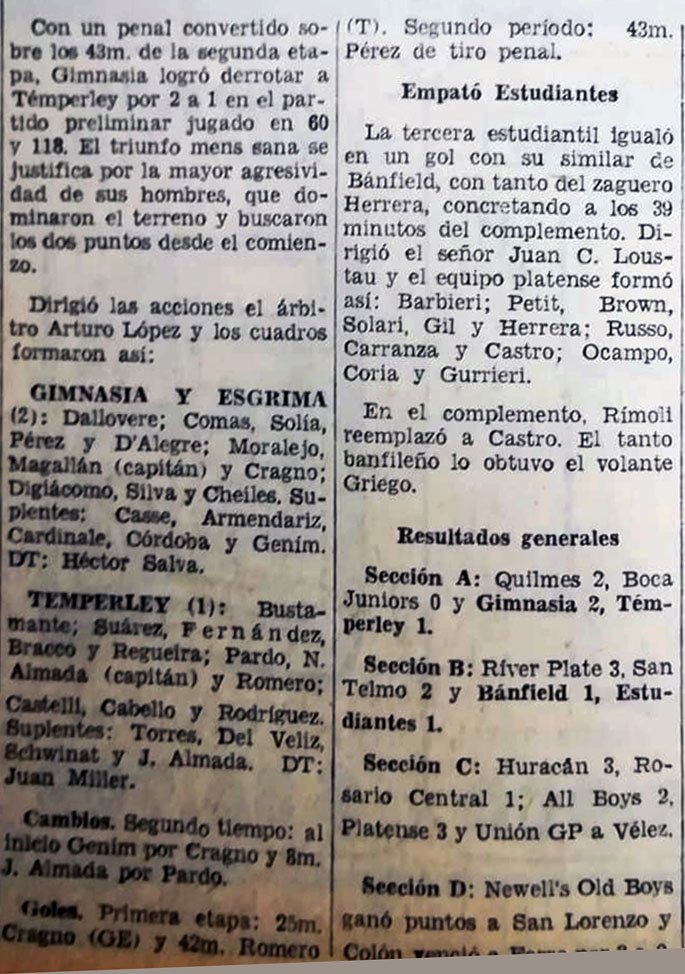 Con un penal convertido so-
bre los 43m. de la segunda eta-
pa, Gimnasia logró derrotar a
Témperley por 2 a 1 en el par-
tido preliminar jugado en 60
y 118. El triunfo mens sana se
justifica por la mayor agresivi-
dad de sus hombres, que do-
minaron el terreno y buscaron
los dos puntos desde el comien-
zo.
Dirigió las acciones el árbi-
tro Arturo López y los cuadros
formaron así:
GIMNASIA Y ESGRIMA
(2): Dallovere; Comas, Solía,
Pérez y D'Alegre; Moralejo,
Magallán (capitán) y Cragno;
Digiácomo, Silva y Cheiles. Su-
plentes: Casse, Armendariz,
Cardinale, Córdoba y Gením.
DT: Héctor Salva.
TEMPERLEY (1): Busta-
mante; Suárez, Fernández,
Bracco y Regueira; Pardo, N.
Almada (capitán) y Romero;
Castelli, Cabello y Rodríguez.
Suplentes: Torres, Del Veliz,
Schwinat y J. Almada. DT:
Juan Miller.
Cambios. Segundo tiempo: al
inicio Gením por Cragno y 8m.
J. Almada por Pardo.
Goles. Primera etapa: 25m.
Cragno (GE) y 42m. Romero
(T). Segundo período: 43m.
Pérez de tiro penal.
Empató Estudiantes
La tercera estudiantil igualó
en un gol con su similar de
Bánfield, con tanto del zaguero
Herrera, concretando a los 39
minutos del complemento. Di-
rigió el señor Juan C. Lous-
tau y el equipo platense formó
así: Barbieri; Petit, Brown,
Solari, Gil y Herrera; Russo,
Carranza y Castro; Ocampo,
Coria y Gurrieri.
En el complemento, Rímoli
reemplazó a Castro. El tanto
banfileño lo obtuvo el volante
Griego.
Resultados generales
Sección A: Quilmes 2, Boca
Juniors 0 y Gimnasia 2, Tém-
perley 1.
Sección B: River Plate 3, San
Telmo 2 y Bánfield 1, Estu-
diantes 1.
Sección C: Huracán 3, Ro-
sario Central 1; All Boys 2,
Platense 3 y Unión GP a Vélez.
Sección D: Newell's Old Boys
ganó puntos a San Lorenzo y
Colón venció a